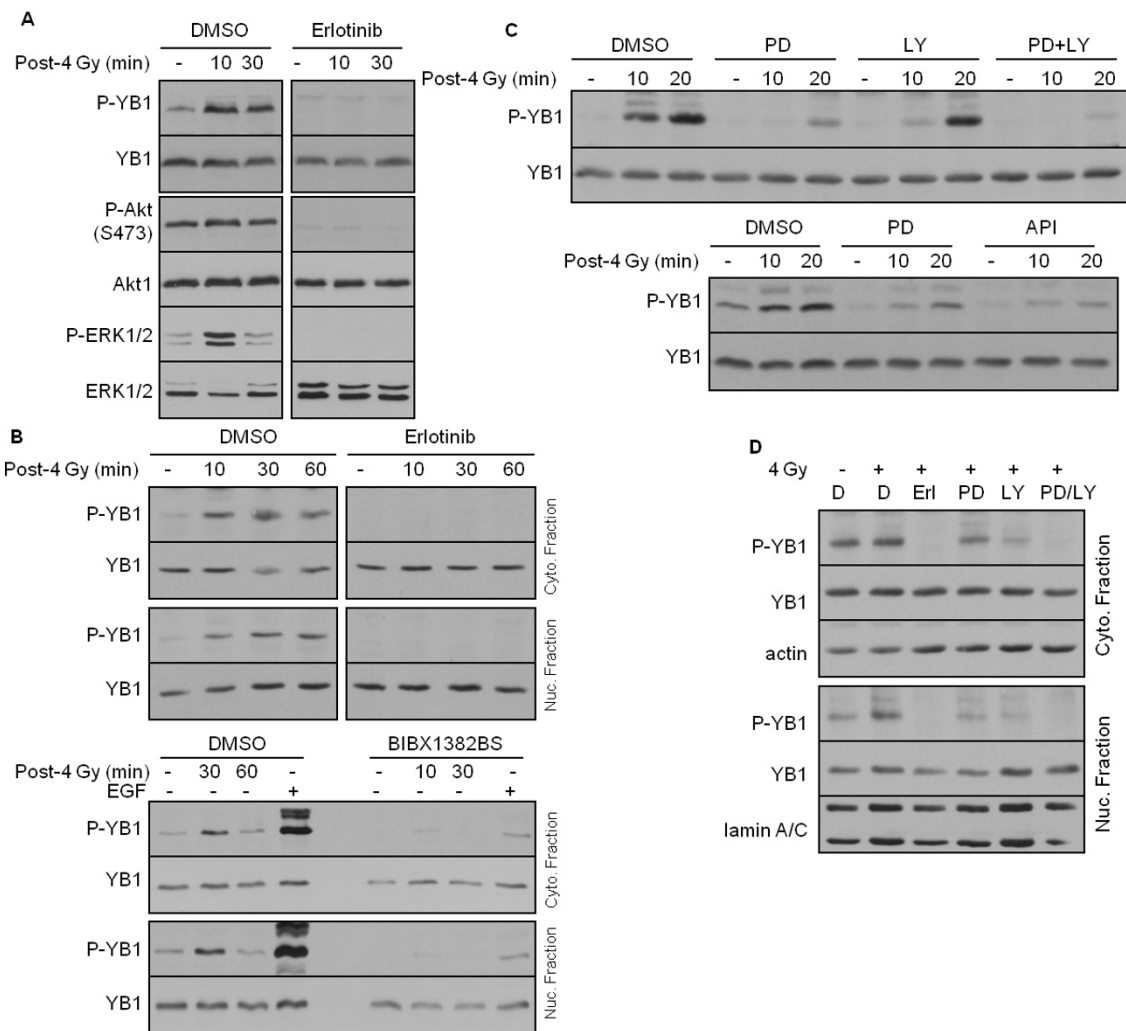 A
DMSO Erlotinib
Post-4 Gy (min) - 10 30 - 10 30
P-YB1
YB1
P-Akt
(S473)
Akt1
P-ERK1/2
ERK1/2
B
DMSO Erlotinib
Post-4 Gy (min) - 10 30 60 - 10 30 60
P-YB1
YB1
Cyto. Fraction
P-YB1
YB1
Nuc. Fraction
DMSO BIBX1382BS
Post-4 Gy (min) - 30 60 - - 10 30 -
EGF - - - + - - - +
P-YB1
YB1
Cyto. Fraction
P-YB1
YB1
Nuc. Fraction
C
DMSO PD LY PD+LY
Post-4 Gy (min) - 10 20 - 10 20 - 10 20 - 10 20
P-YB1
YB1
DMSO PD API
Post-4 Gy (min) - 10 20 - 10 20 - 10 20
P-YB1
YB1
D
4 Gy - + + + + +
D D Erl PD LY PD/LY
P-YB1
YB1
actin
Cyto. Fraction
P-YB1
YB1
lamin A/C
Nuc. Fraction